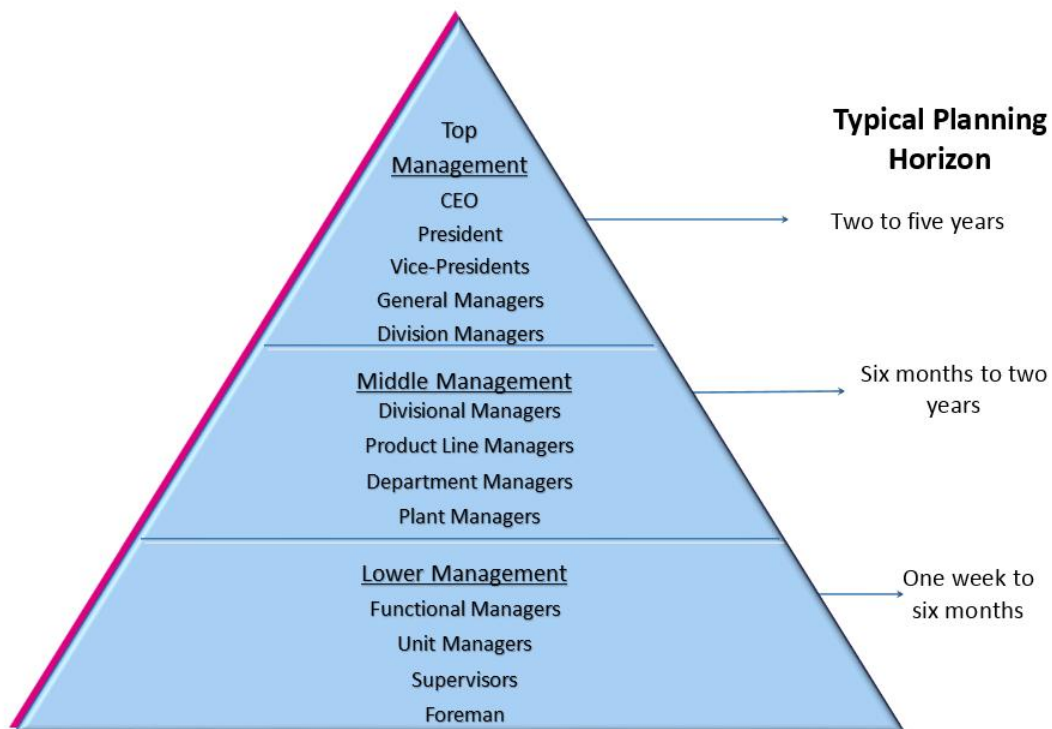 Top
Management
CEO
President
Vice-Presidents
General Managers
Division Managers
Middle Management
Divisional Managers
Product Line Managers
Department Managers
Plant Managers
Lower Management
Functional Managers
Unit Managers
Supervisors
Foreman
Typical Planning
Horizon
Two to five years
Six months to two
years
One week to
six months